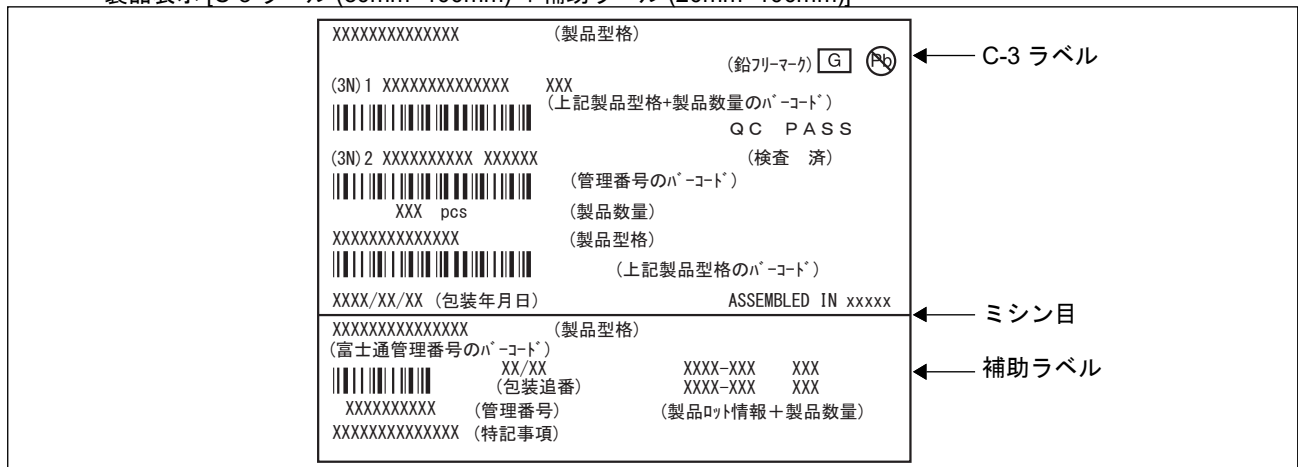 XXXXXXXXXXXXXX (製品型格)
(鉛フリーマーク) G Pb
C-3 ラベル
(3N)1 XXXXXXXXXXXXXX XXX
(上記製品型格+製品数量のバーコード)
QC PASS
(3N)2 XXXXXXXXXX XXXXXX (検査 済)
(管理番号のバーコード)
XXX pcs (製品数量)
XXXXXXXXXXXXXX (製品型格)
(上記製品型格のバーコード)
XXXX/XX/XX (包装年月日) ASSEMBLED IN xxxxx
ミシン目
XXXXXXXXXXXXXXX (製品型格)
(富士通管理番号のバーコード)
XX/XX XXXX-XXX XXX
補助ラベル
(包装追番) XXXX-XXX XXX
XXXXXXXXXX (管理番号) (製品ロット情報+製品数量)
XXXXXXXXXXXXXX (特記事項)